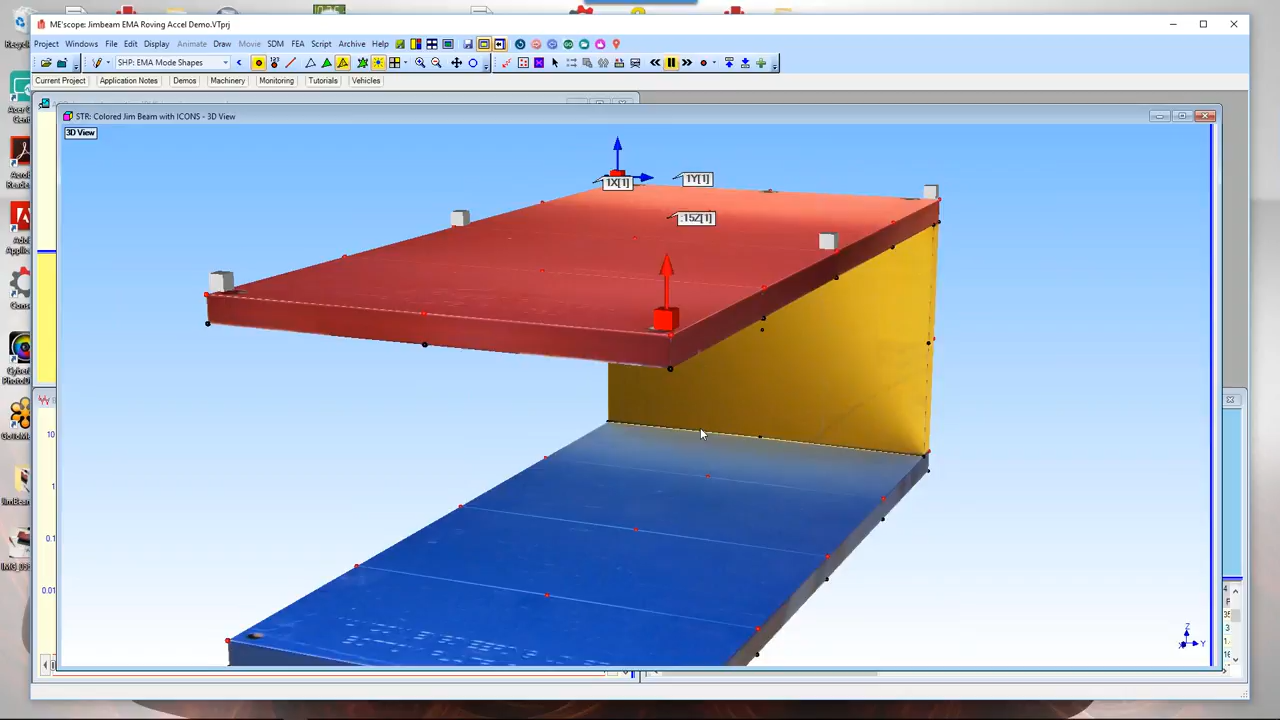 ME'scope: Jimbeam EMA Roving Accel Demo.VTprj
Project Windows File Edit Display Animate Draw Movie SDM FEA Script Archive Help
SHP: EMA Mode Shapes
Current Project Application Notes Demos Machinery Monitoring Tutorials Vehicles
STR: Colored Jim Beam with ICONS - 3D View
3D View
1X[1]
1Y[1]
15Z[1]
10
1
0.1
0.01
Z
Y